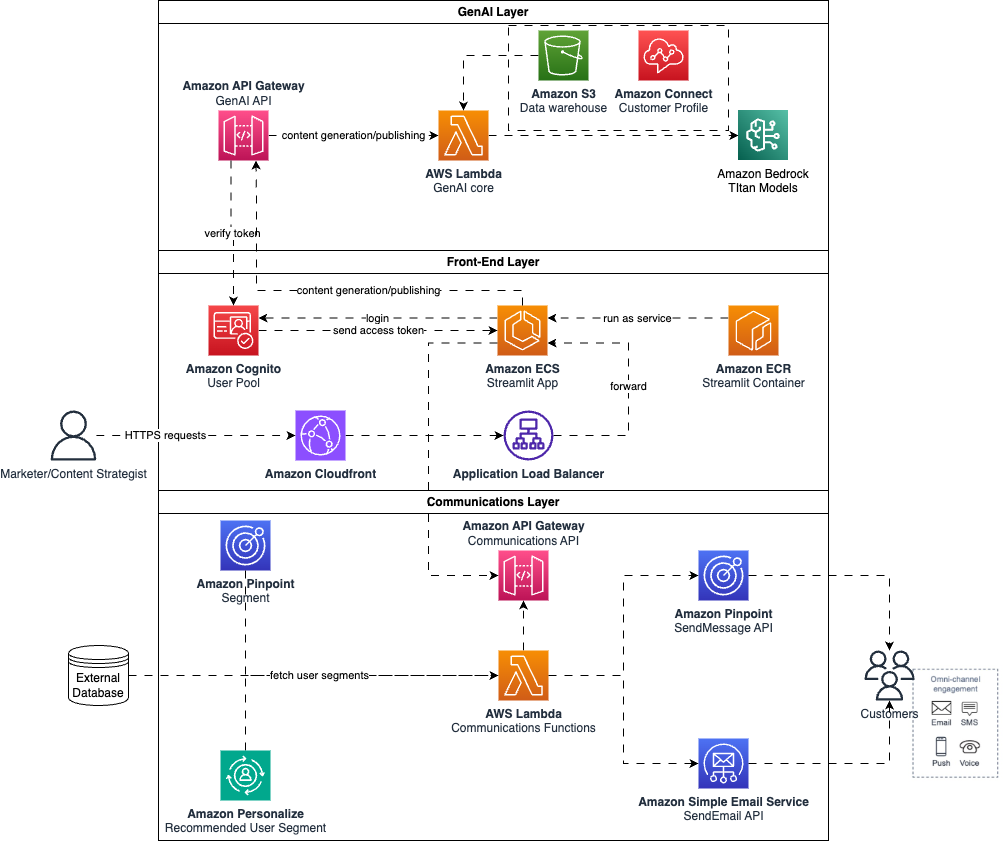 GenAI Layer
Amazon API Gateway
GenAI API
content generation/publishing
AWS Lambda
GenAI core
Amazon S3
Data warehouse
Amazon Connect
Customer Profile
Amazon Bedrock
TItan Models
verify token
Front-End Layer
content generation/publishing
login
send access token
run as service
Amazon Cognito
User Pool
Amazon ECS
Streamlit App
Amazon ECR
Streamlit Container
forward
HTTPS requests
Marketer/Content Strategist
Amazon Cloudfront
Application Load Balancer
Communications Layer
Amazon API Gateway
Communications API
Amazon Pinpoint
Segment
Amazon Pinpoint
SendMessage API
External
Database
fetch user segments
AWS Lambda
Communications Functions
Customers
Omni-channel
engagement
Email
SMS
Push
Voice
Amazon Personalize
Recommended User Segment
Amazon Simple Email Service
SendEmail API